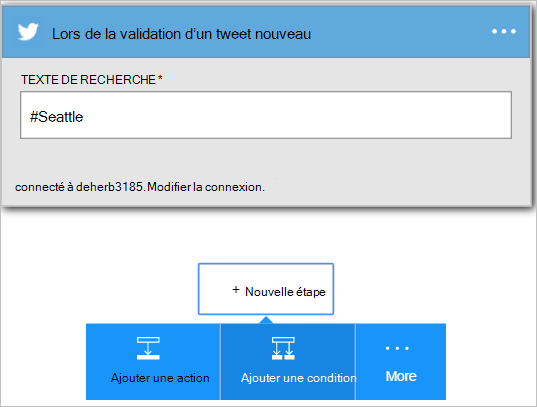 Lors de la validation d'un tweet nouveau
TEXTE DE RECHERCHE *
#Seattle
connecté à deherb3185. Modifier la connexion.
+ Nouvelle étape
Ajouter une action
Ajouter une condition
More